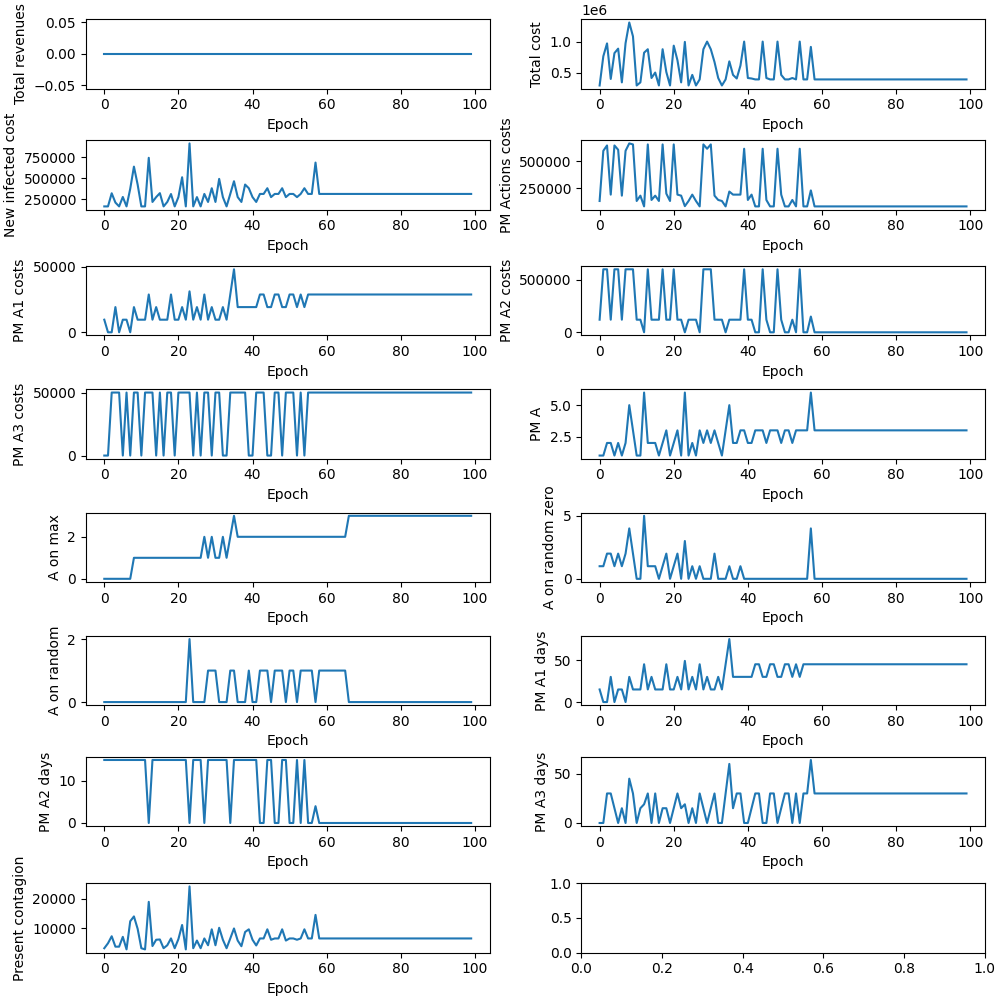 Total revenues
0.05
0.00
−0.05
0 20 40 60 80 100
Epoch
1e6
Total cost
1.0
0.5
0 20 40 60 80 100
Epoch
New infected cost
750000
500000
250000
0 20 40 60 80 100
Epoch
PM Actions costs
500000
250000
0 20 40 60 80 100
Epoch
PM A1 costs
50000
0
0 20 40 60 80 100
Epoch
PM A2 costs
500000
0
0 20 40 60 80 100
Epoch
PM A3 costs
50000
0
0 20 40 60 80 100
Epoch
PM A
5.0
2.5
0 20 40 60 80 100
Epoch
A on max
2
0
0 20 40 60 80 100
Epoch
A on random zero
5
0
0 20 40 60 80 100
Epoch
A on random
2
0
0 20 40 60 80 100
Epoch
PM A1 days
50
0
0 20 40 60 80 100
Epoch
PM A2 days
10
0
0 20 40 60 80 100
Epoch
PM A3 days
50
0
0 20 40 60 80 100
Epoch
Present contagion
20000
10000
0 20 40 60 80 100
Epoch
1.0
0.5
0.0
0.0 0.2 0.4 0.6 0.8 1.0